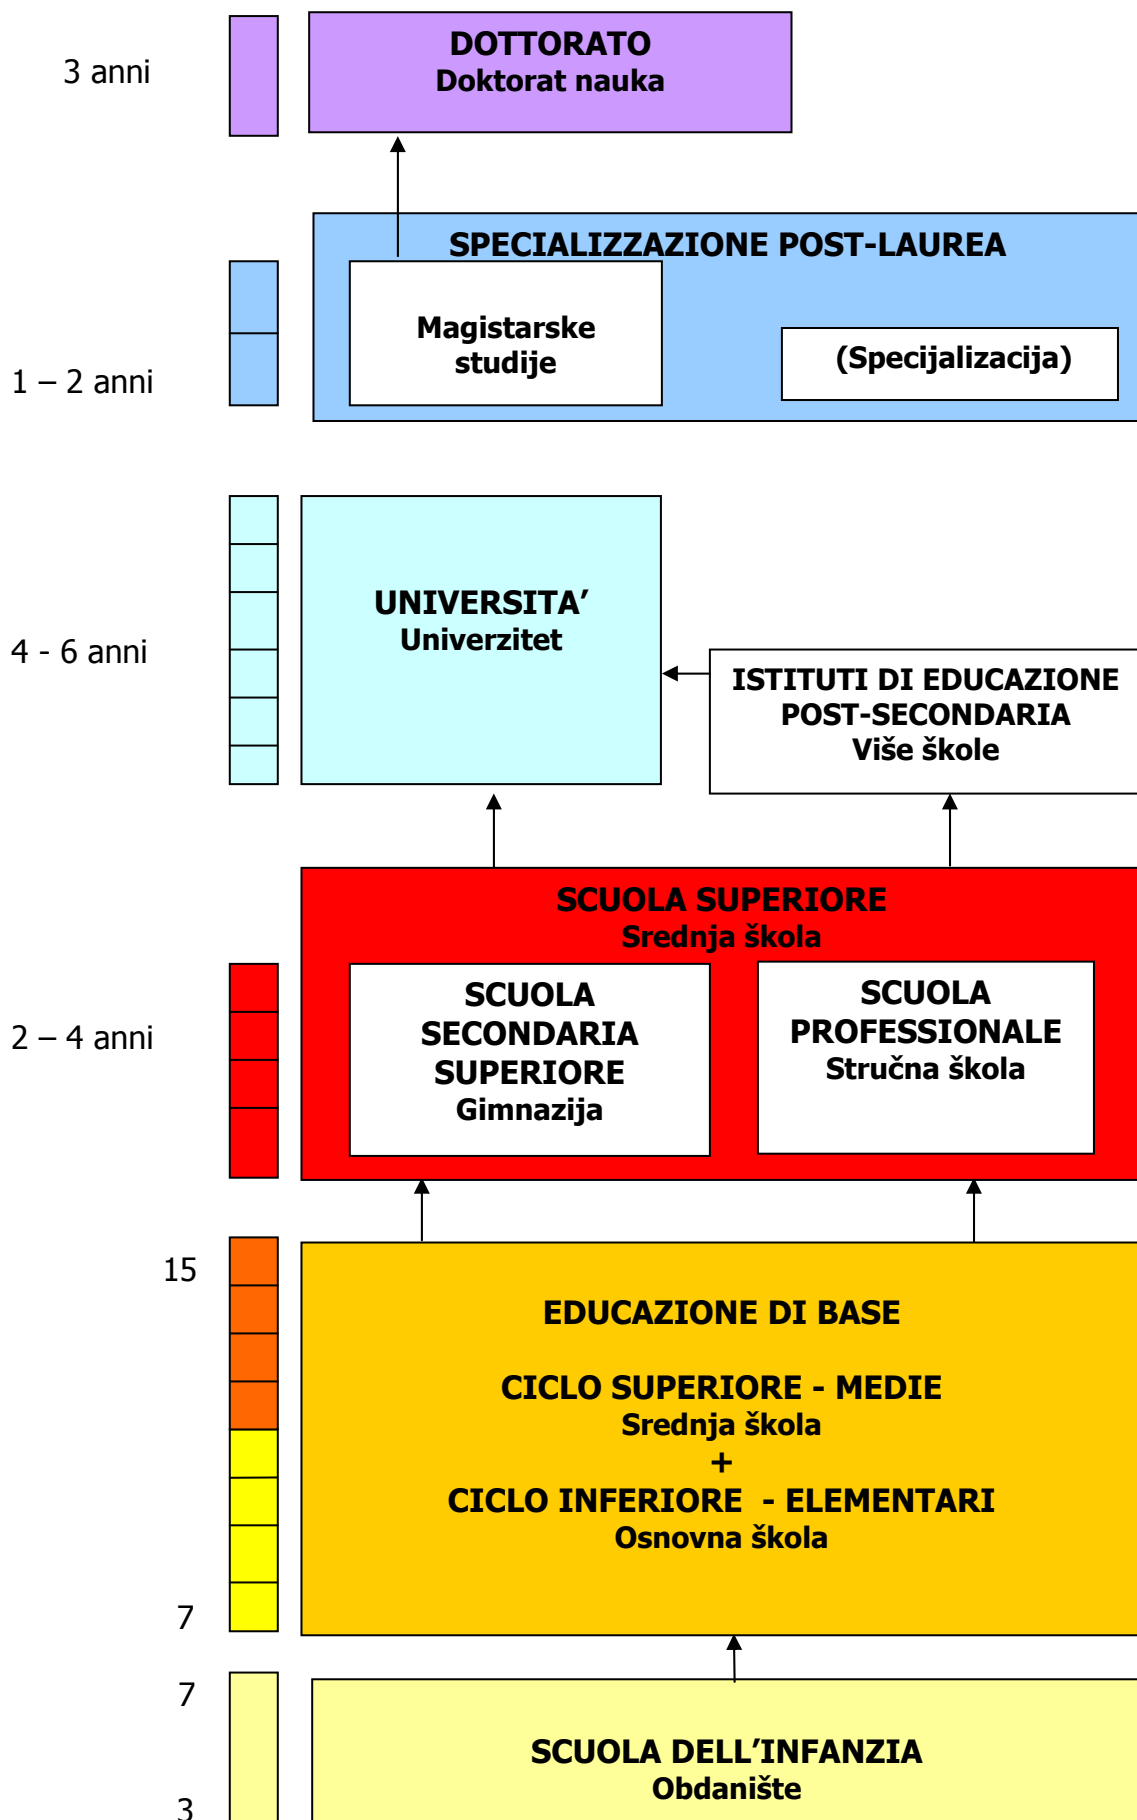 3 anni
DOTTORATO
Doktorat nauka
SPECIALIZZAZIONE POST-LAUREA
Magistarske
studije
(Specijalizacija)
1 – 2 anni
UNIVERSITA’
Univerzitet
4 - 6 anni
ISTITUTI DI EDUCAZIONE
POST-SECONDARIA
Više škole
SCUOLA SUPERIORE
Srednja škola
SCUOLA
SECONDARIA
SUPERIORE
Gimnazija
SCUOLA
PROFESSIONALE
Stručna škola
2 – 4 anni
15
EDUCAZIONE DI BASE
CICLO SUPERIORE - MEDIE
Srednja škola
+
CICLO INFERIORE - ELEMENTARI
Osnovna škola
7
7
SCUOLA DELL’INFANZIA
Obdanište
3